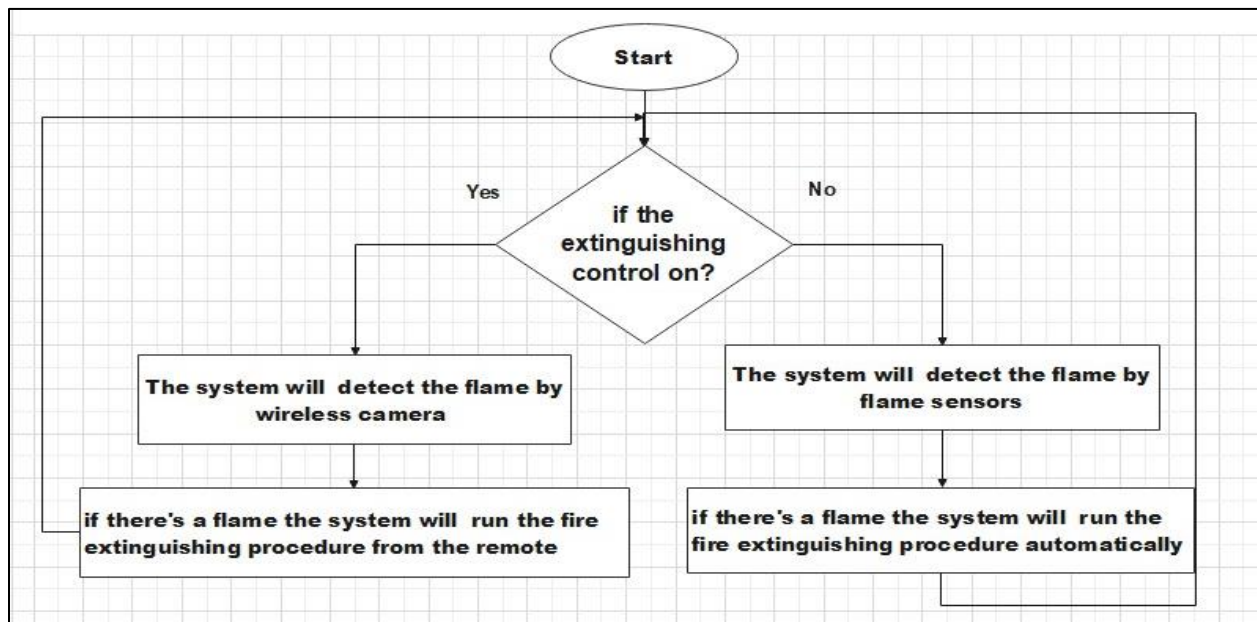 Start
Yes
No
if the
extinguishing
control on?
The system will detect the flame by
wireless camera
The system will detect the flame by
flame sensors
if there's a flame the system will run the fire
extinguishing procedure from the remote
if there's a flame the system will run the
fire extinguishing procedure automatically